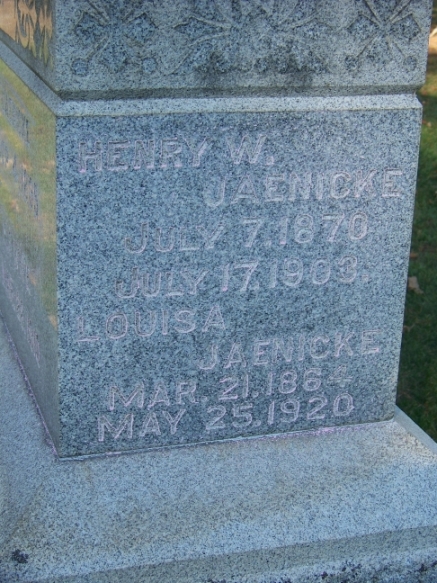 HENRY W.
JAENICKE
JULY 7.1870
JULY 17.1903.
LOUISA
JAENICKE
MAR. 21.1864
MAY 25.1920